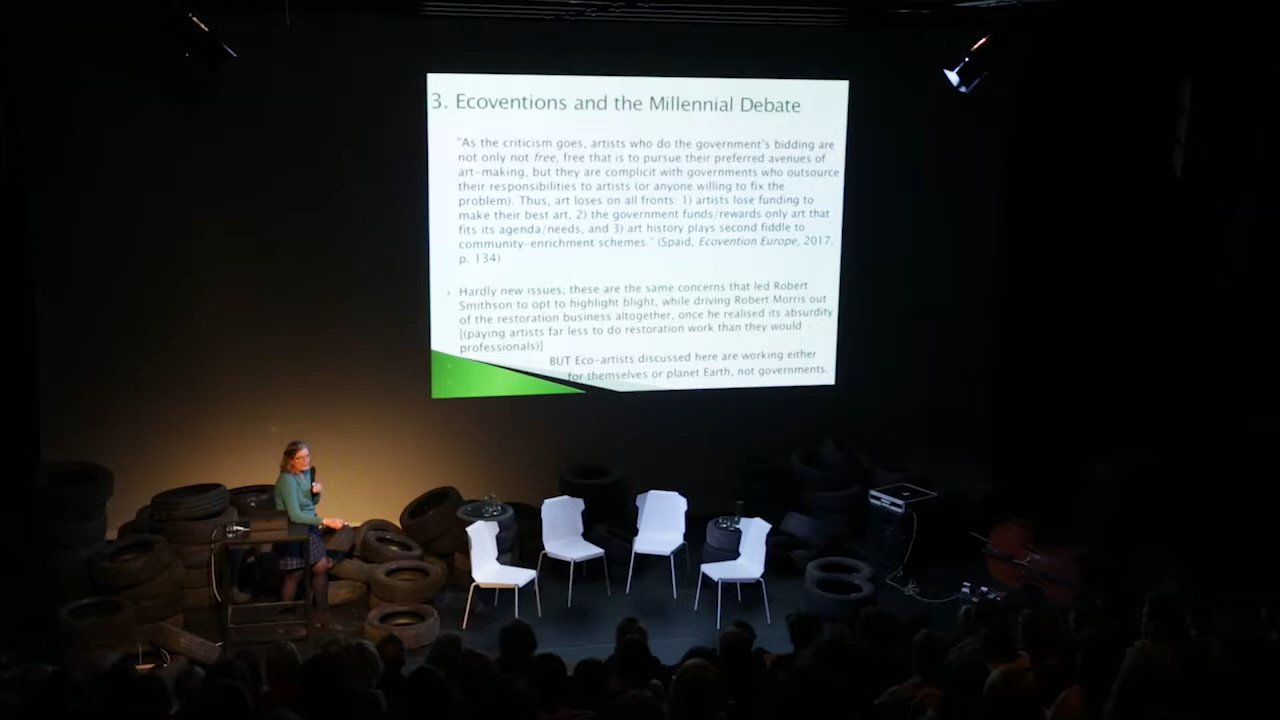 3. Ecoventions and the Millennial Debate
"As the criticism goes, artists who do the government's bidding are
not only not free, free that is to pursue their preferred avenues of
art-making, but they are complicit with governments who outsource
their responsibilities to artists (or anyone willing to fix the
problem). Thus, art loses on all fronts: 1) artists lose funding to
make their best art, 2) the government funds/rewards only art that
fits its agenda/needs, and 3) art history plays second fiddle to
community-enrichment schemes." (Spaid, Ecovention Europe, 2017,
p. 134)
Hardly new issues, these are the same concerns that led Robert
Smithson to opt to highlight blight, while driving Robert Morris out
of the restoration business altogether, once he realised its absurdity
[(paying artists far less to do restoration work than they would
professionals)]
BUT Eco-artists discussed here are working either
for themselves or planet Earth, not governments.